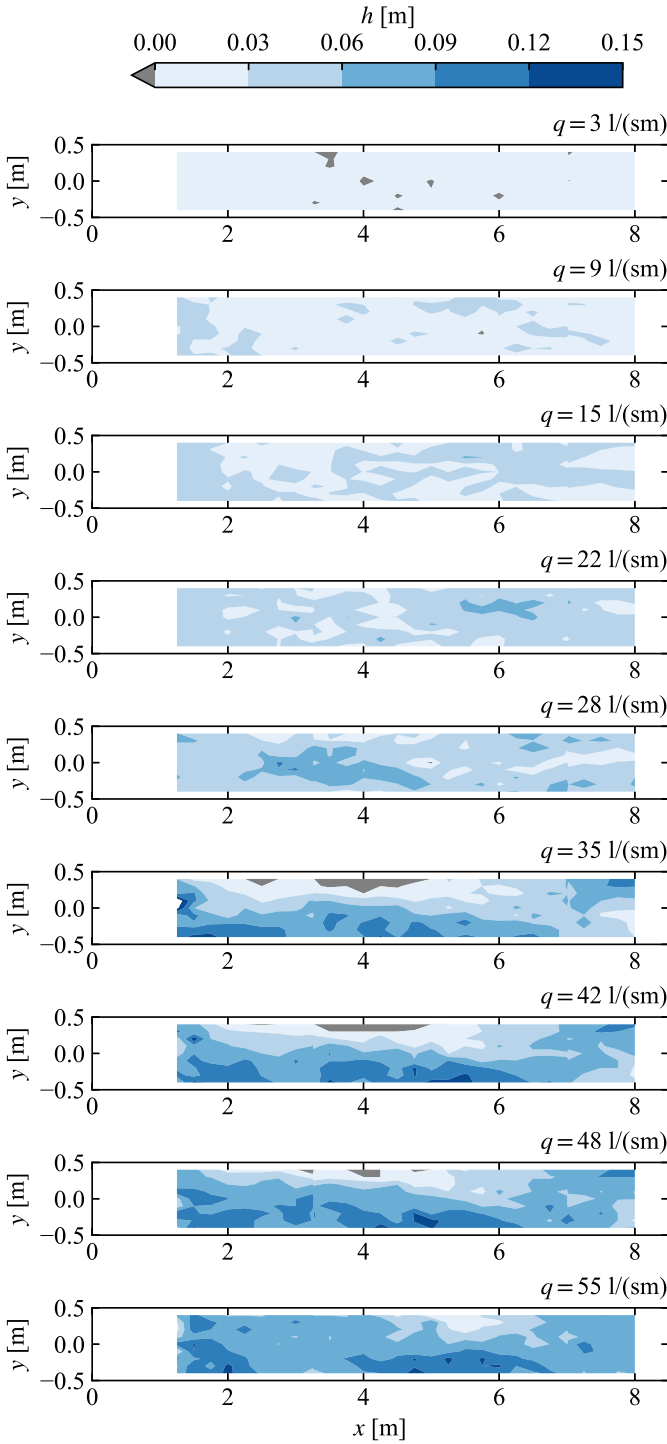 h [m]
0.00 0.03 0.06 0.09 0.12 0.15
q = 3 l/(sm)
0.5
0.0
−0.5
y [m]
0 2 4 6 8
q = 9 l/(sm)
0.5
0.0
−0.5
y [m]
0 2 4 6 8
q = 15 l/(sm)
0.5
0.0
−0.5
y [m]
0 2 4 6 8
q = 22 l/(sm)
0.5
0.0
−0.5
y [m]
0 2 4 6 8
q = 28 l/(sm)
0.5
0.0
−0.5
y [m]
0 2 4 6 8
q = 35 l/(sm)
0.5
0.0
−0.5
y [m]
0 2 4 6 8
q = 42 l/(sm)
0.5
0.0
−0.5
y [m]
0 2 4 6 8
q = 48 l/(sm)
0.5
0.0
−0.5
y [m]
0 2 4 6 8
q = 55 l/(sm)
0.5
0.0
−0.5
y [m]
0 2 4 6 8
x [m]